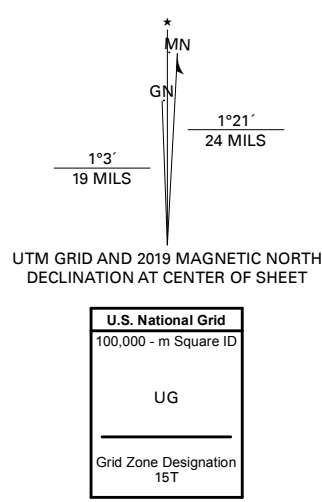 ★
MN
GN
1°21´
24 MILS
1°3´
19 MILS
UTM GRID AND 2019 MAGNETIC NORTH
DECLINATION AT CENTER OF SHEET
U.S. National Grid
100,000 - m Square ID
UG
Grid Zone Designation
15T